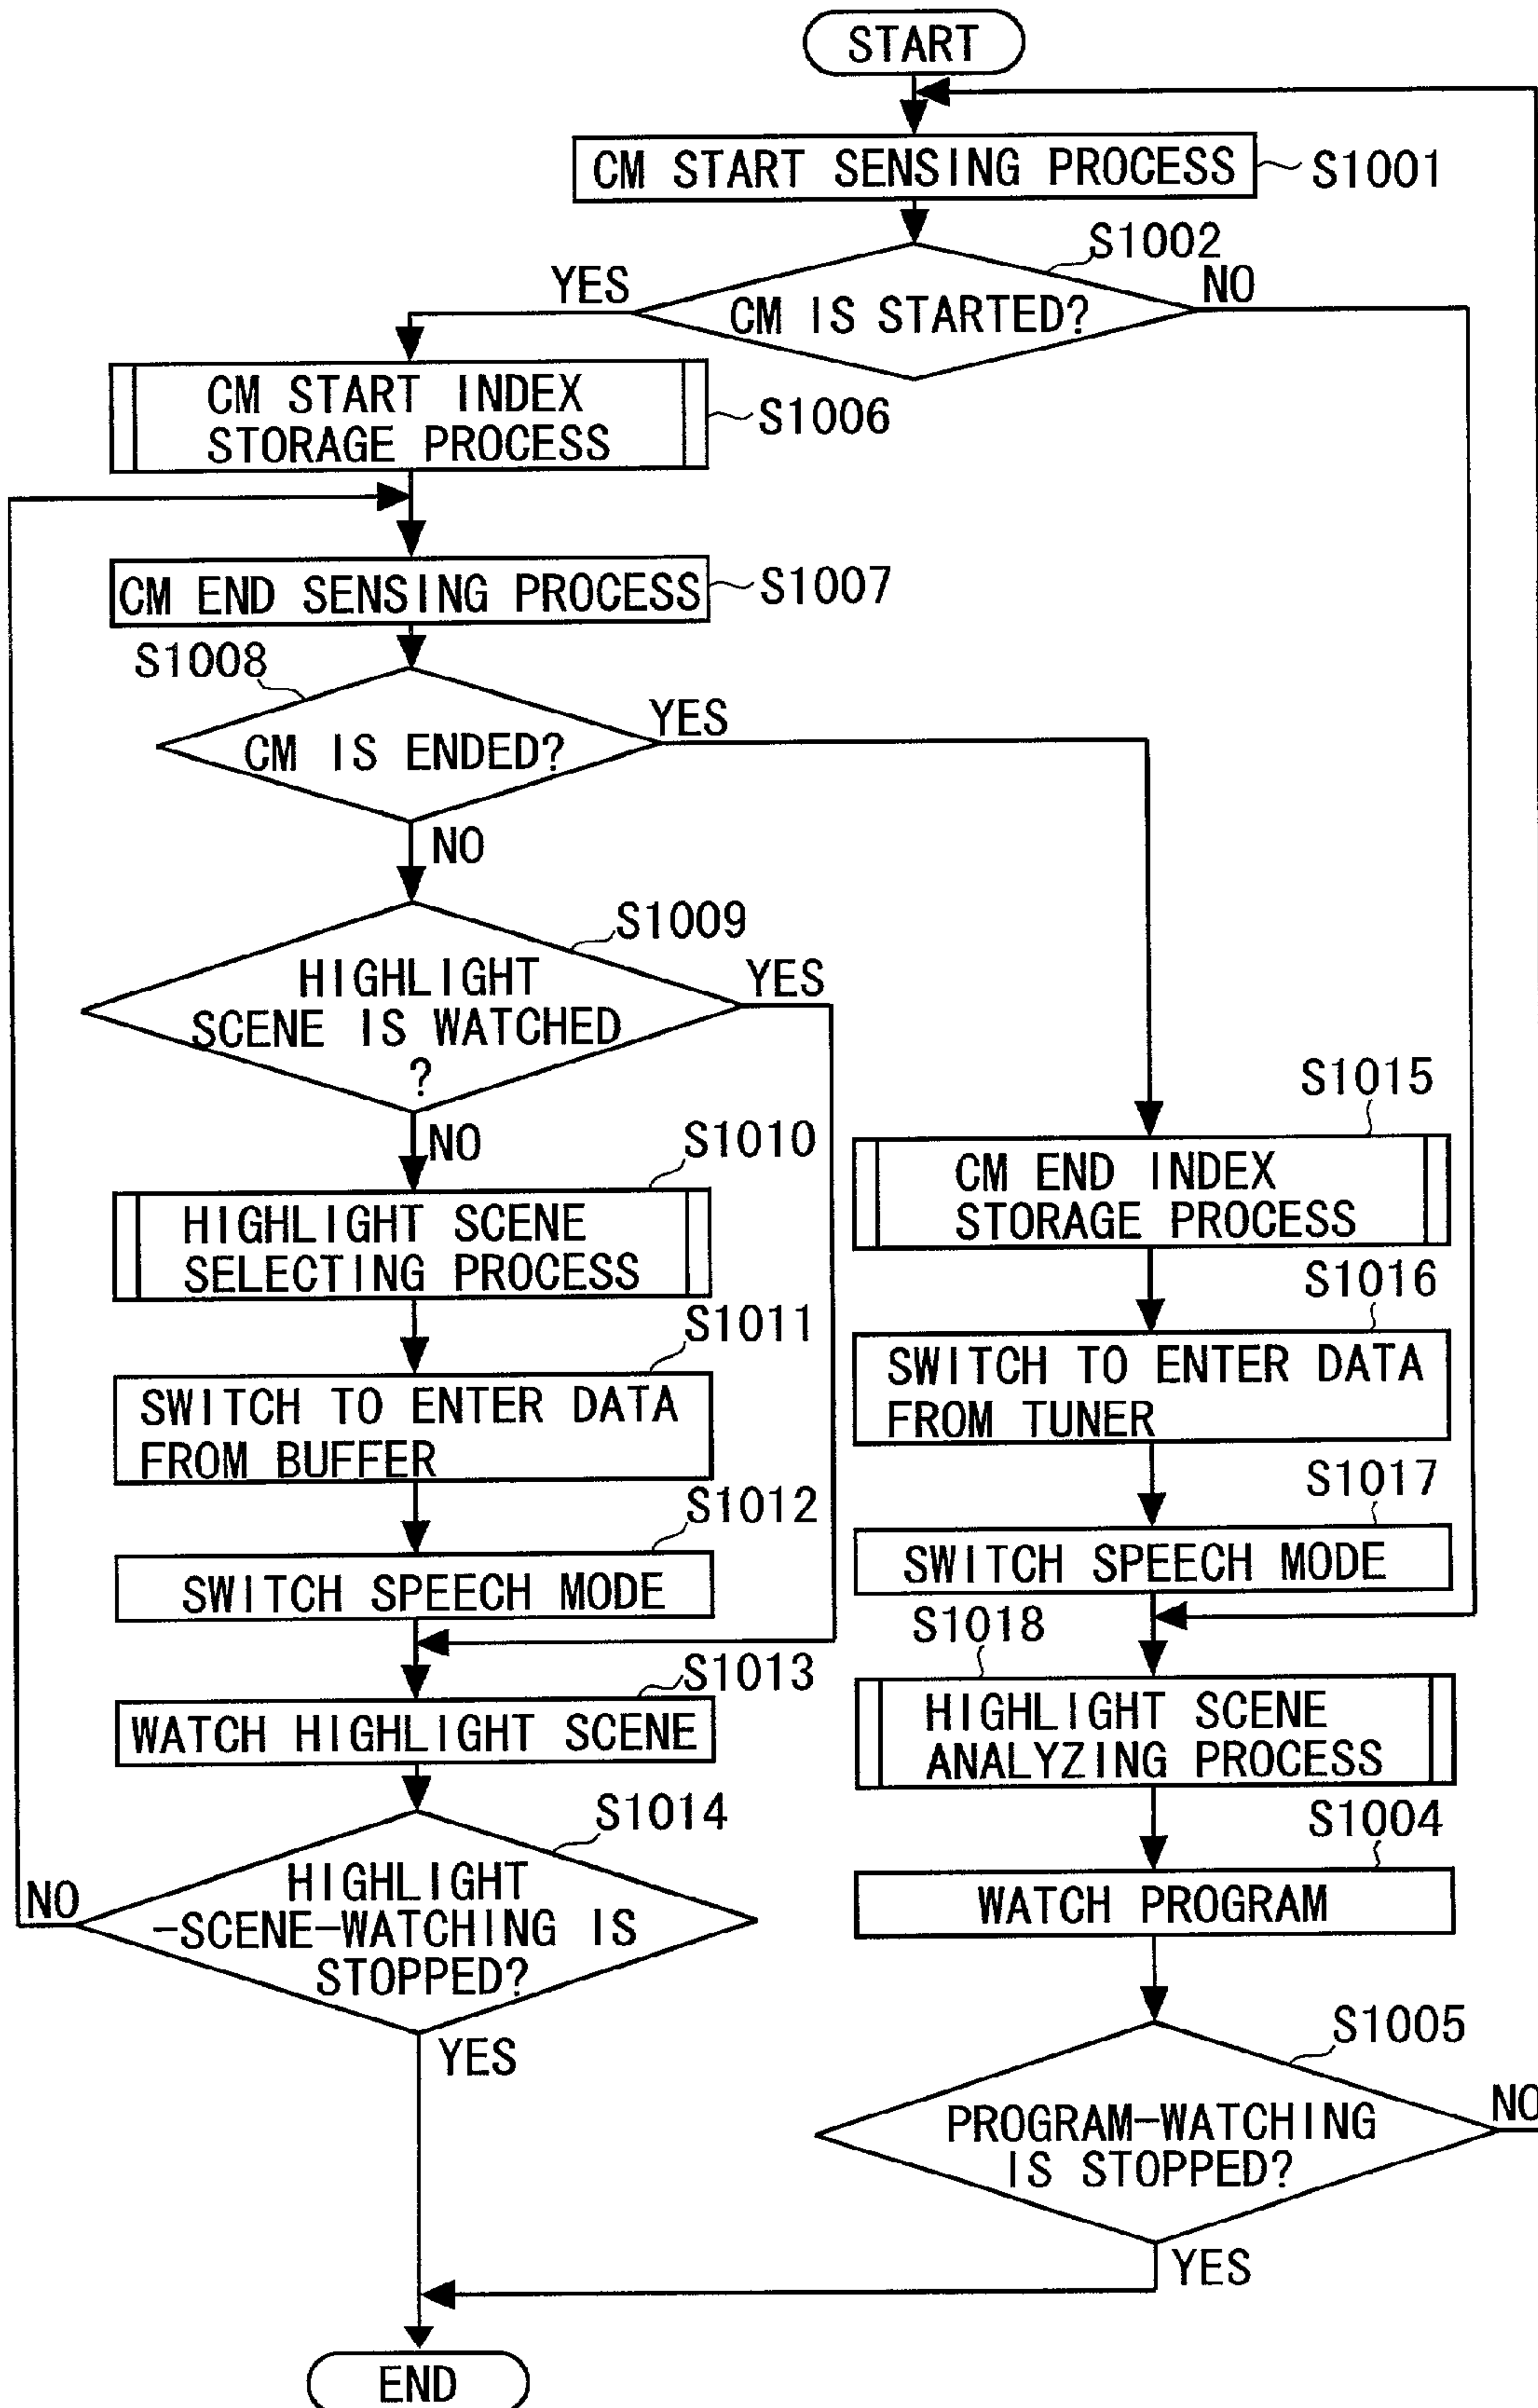 START
CM START SENSING PROCESS
S1001
S1002
YES
NO
CM IS STARTED?
CM START INDEX
STORAGE PROCESS
S1006
CM END SENSING PROCESS
S1007
S1008
YES
CM IS ENDED?
NO
S1009
HIGHLIGHT
SCENE IS WATCHED
?
YES
NO
S1010
HIGHLIGHT SCENE
SELECTING PROCESS
S1011
SWITCH TO ENTER DATA
FROM BUFFER
S1012
SWITCH SPEECH MODE
S1013
WATCH HIGHLIGHT SCENE
S1014
HIGHLIGHT
-SCENE-WATCHING IS
STOPPED?
NO
YES
S1015
CM END INDEX
STORAGE PROCESS
S1016
SWITCH TO ENTER DATA
FROM TUNER
S1017
SWITCH SPEECH MODE
S1018
HIGHLIGHT SCENE
ANALYZING PROCESS
S1004
WATCH PROGRAM
S1005
PROGRAM-WATCHING
IS STOPPED?
NO
YES
END